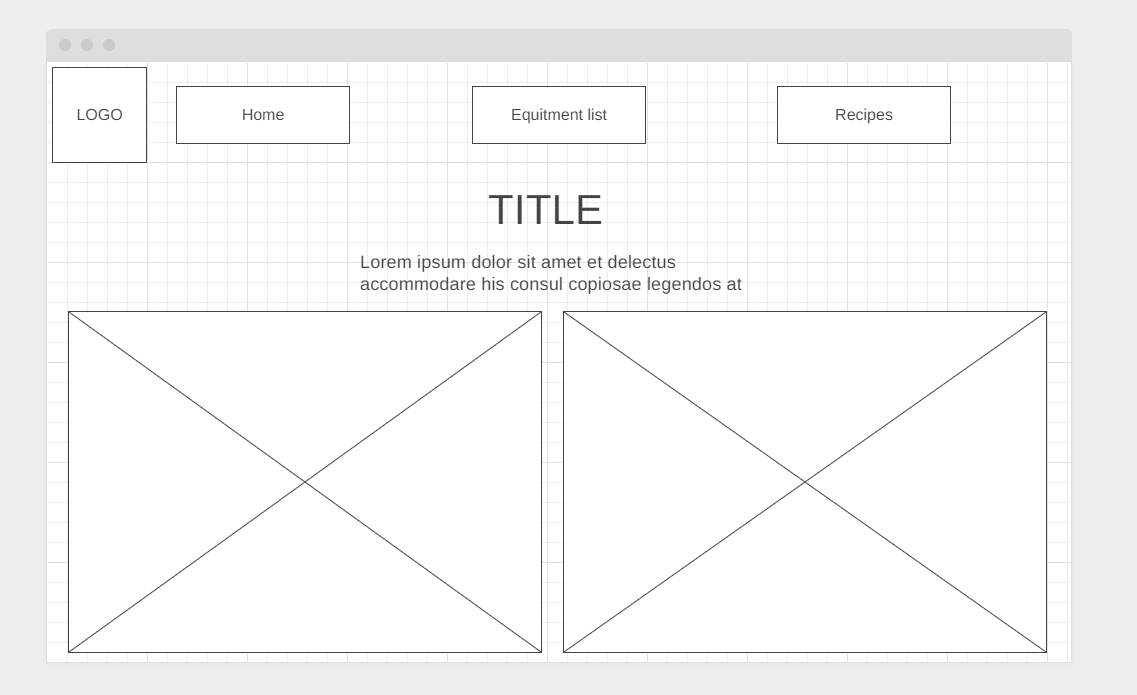 LOGO
Home
Equitment list
Recipes
TITLE
Lorem ipsum dolor sit amet et delectus
accommodare his consul copiosae legendos at